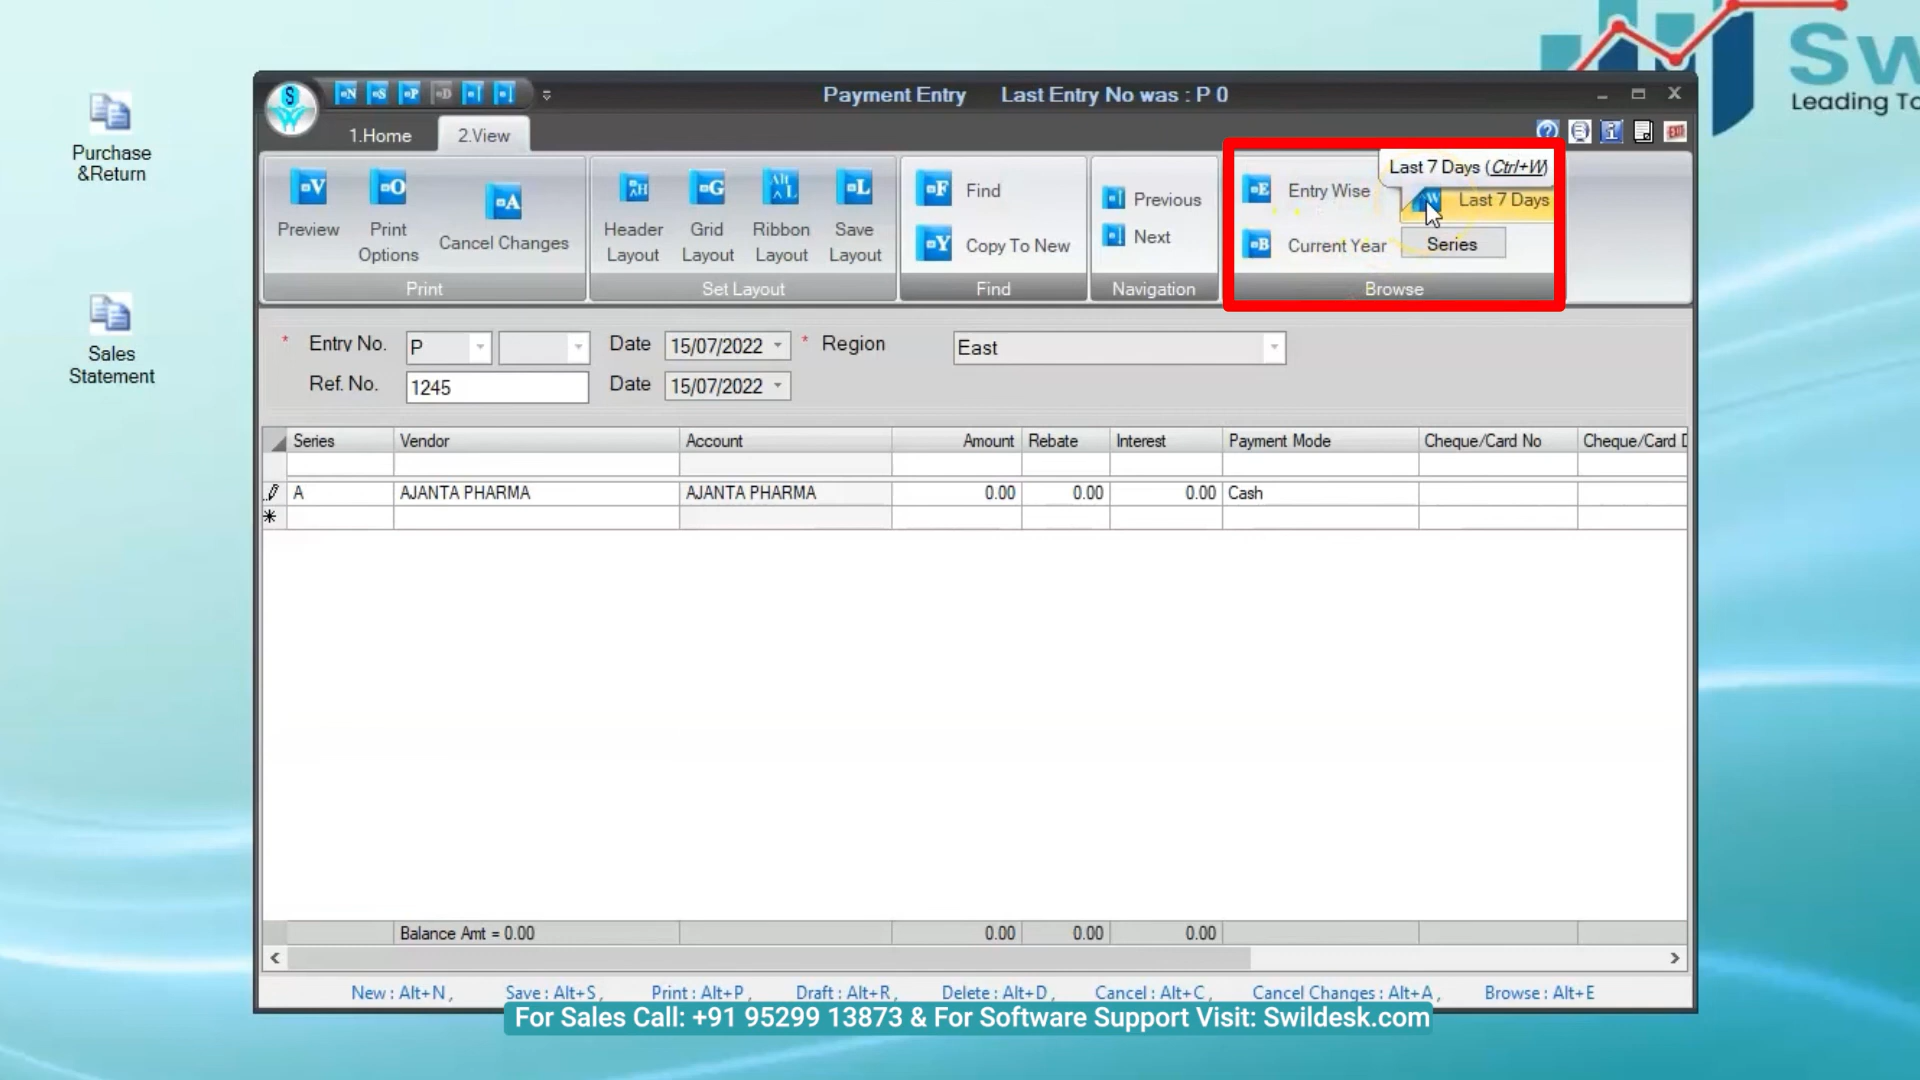 Sw
Leading To
Purchase
&Return
Sales
Statement
Payment Entry Last Entry No was : P 0
1.Home 2.View
Preview
Print
Options
Cancel Changes
Print
Header
Layout
Grid
Layout
Ribbon
Layout
Save
Layout
Set Layout
Find
Copy To New
Find
Previous
Next
Navigation
Last 7 Days (Ctrl+W)
Entry Wise Last 7 Days
Current Year Series
Browse
* Entry No. P Date 15/07/2022 * Region East
Ref. No. 1245 Date 15/07/2022
Series Vendor Account Amount Rebate Interest Payment Mode Cheque/Card No Cheque/Card D
A AJANTA PHARMA AJANTA PHARMA 0.00 0.00 0.00 Cash
Balance Amt = 0.00 0.00 0.00 0.00
New : Alt+N , Save : Alt+S , Print : Alt+P , Draft : Alt+R , Delete : Alt+D , Cancel : Alt+C , Cancel Changes : Alt+A , Browse : Alt+E
For Sales Call: +91 95299 13873 & For Software Support Visit: Swildesk.com